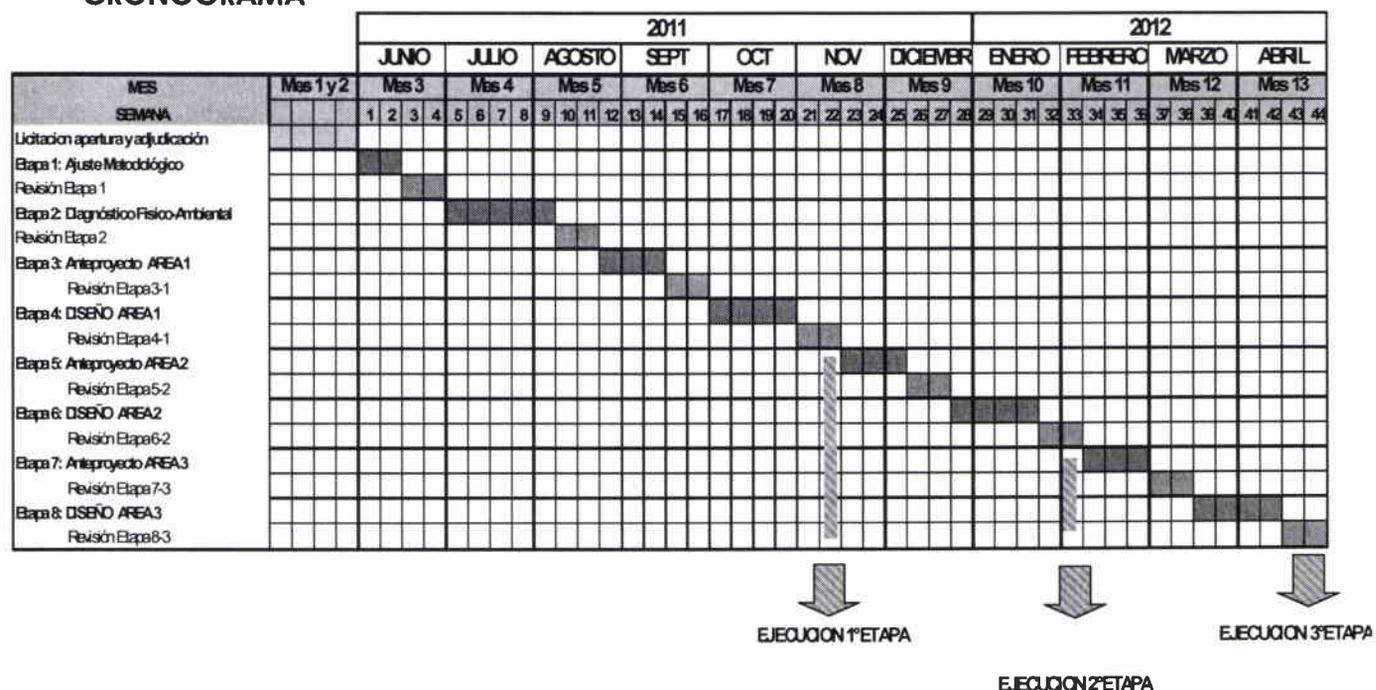 CRONOGRAMA
2011 2012
JUNIO JULIO AGOSTO SEPT OCT NOV DICIEMBR ENERO FEBRERO MARZO ABRIL
MES Mes 1 y 2 Mes 3 Mes 4 Mes 5 Mes 6 Mes 7 Mes 8 Mes 9 Mes 10 Mes 11 Mes 12 Mes 13
SEMANA 1 2 3 4 5 6 7 8 9 10 11 12 13 14 15 16 17 18 19 20 21 22 23 24 25 26 27 28 29 30 31 32 33 34 35 36 37 38 39 40 41 42 43 44
Licitacion apertura y adjudicación
Etapa 1: Ajuste Metodológico
Revisión Etapa 1
Etapa 2: Diagnóstico Fisico-Ambiental
Revisión Etapa 2
Etapa 3: Anteproyecto AREA 1
Revisión Etapa 3-1
Etapa 4: DISEÑO AREA 1
Revisión Etapa 4-1
Etapa 5: Anteproyecto AREA 2
Revisión Etapa 5-2
Etapa 6: DISEÑO AREA 2
Revisión Etapa 6-2
Etapa 7: Anteproyecto AREA 3
Revisión Etapa 7-3
Etapa 8: DISEÑO AREA 3
Revisión Etapa 8-3
EJECUCION 1ºETAPA
EJECUCION 3ºETAPA
EJECUCION 2ºETAPA